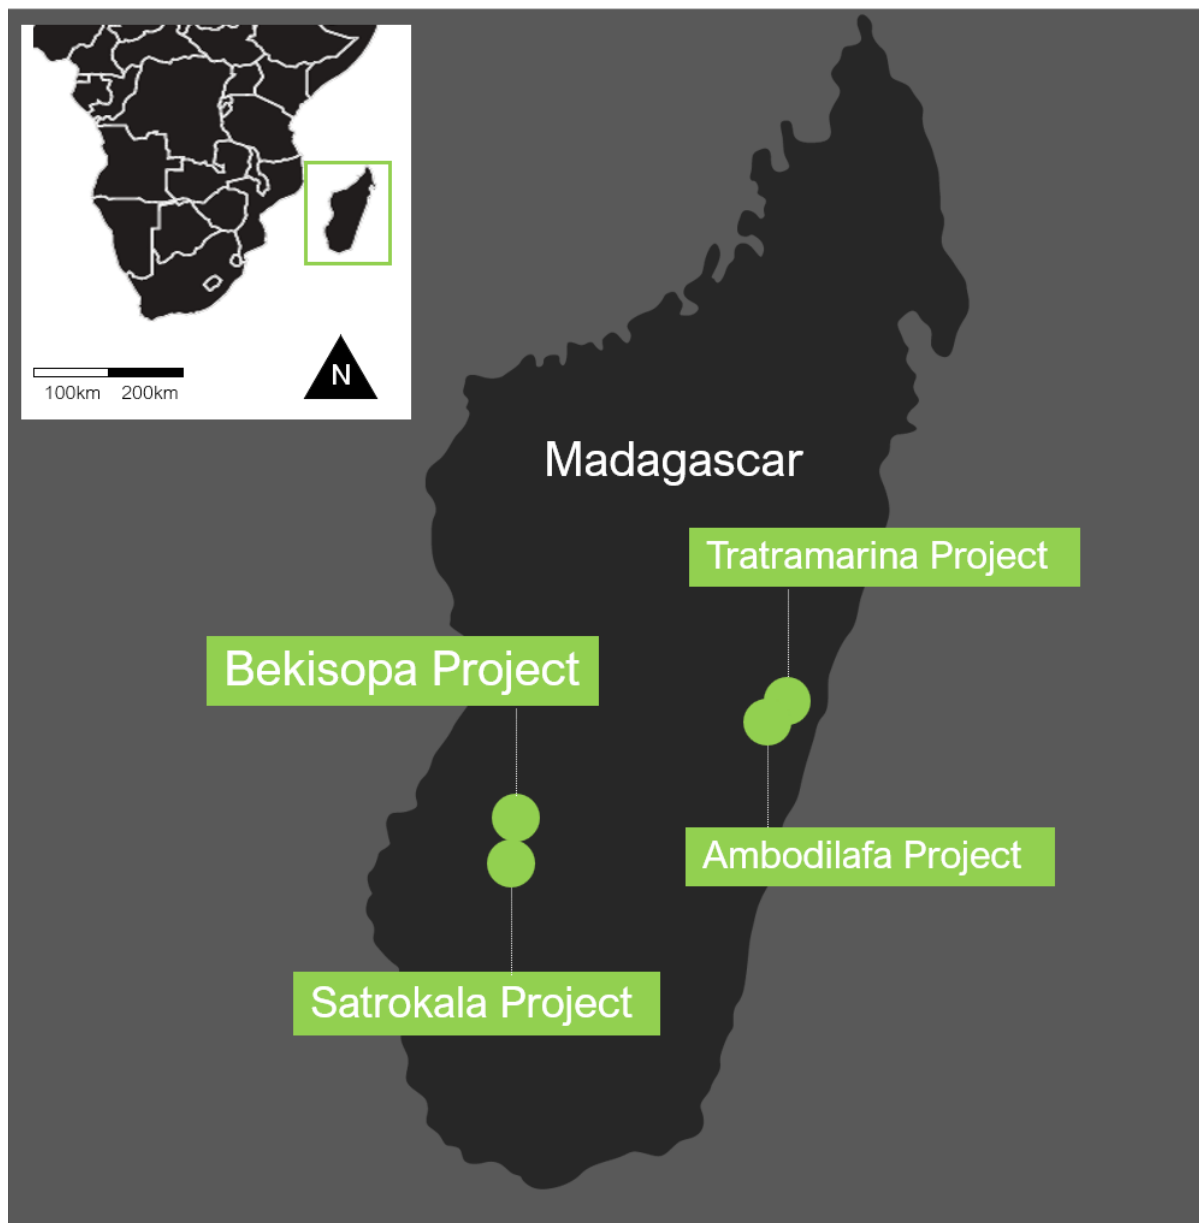 N
100km 200km
Madagascar
Tratramarina Project
Bekisopa Project
Ambodilafa Project
Satrokala Project